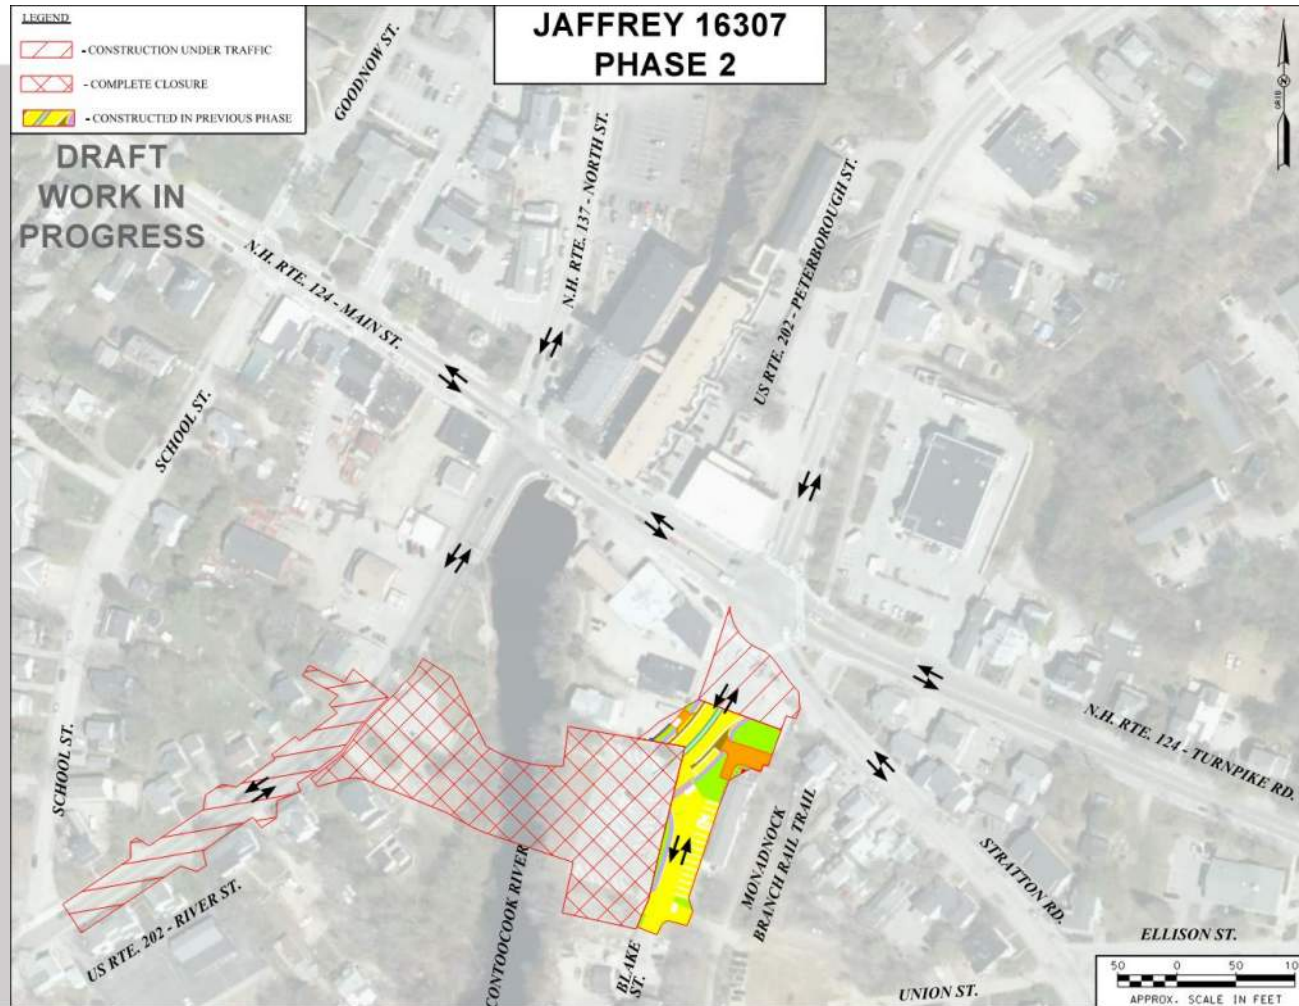 LEGEND
- CONSTRUCTION UNDER TRAFFIC
- COMPLETE CLOSURE
- CONSTRUCTED IN PREVIOUS PHASE
JAFFREY 16307
PHASE 2
DRAFT
WORK IN
PROGRESS
GRID
N
GOODNOW ST.
N.H. RTE. 137 - NORTH ST.
US RTE. 202 - PETERBOROUGH ST.
N.H. RTE. 124 - MAIN ST.
SCHOOL ST.
SCHOOL ST.
US RTE. 202 - RIVER ST.
CONTOOCOOK RIVER
BLAKE
ST.
MONADNOCK
BRANCH RAIL TRAIL
STRATTON RD.
N.H. RTE. 124 - TURNPIKE RD.
ELLISON ST.
UNION ST.
50 0 50 10
APPROX. SCALE IN FEET